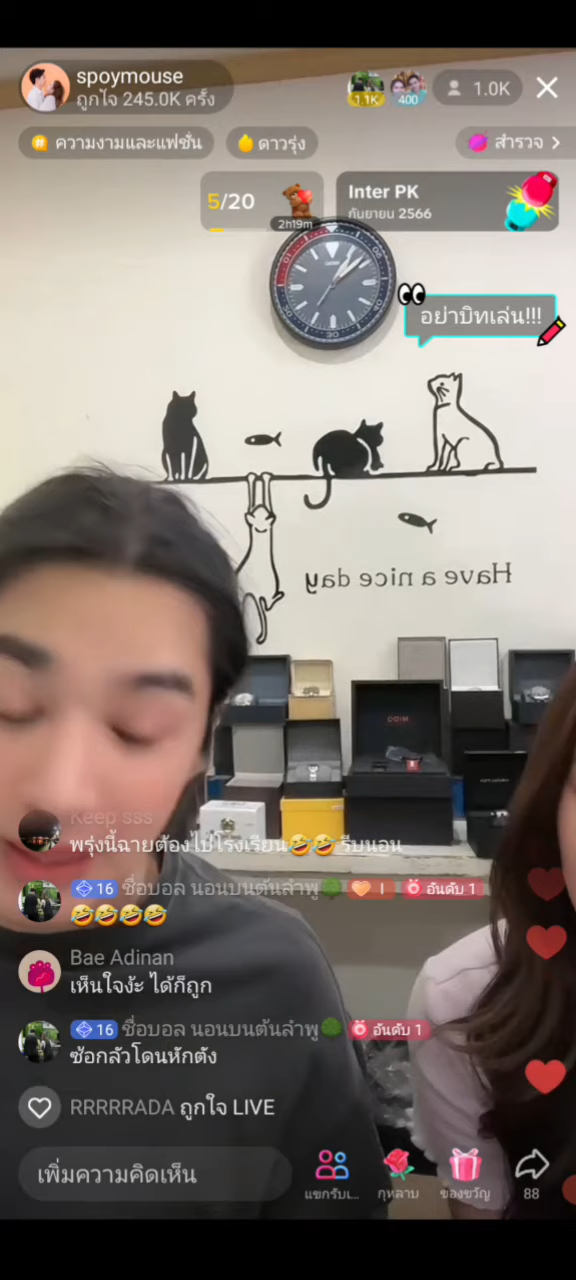 spoymouse
ถูกใจ 245.0K ครั้ง
1.1K
400
1.0K
ความงามและแฟชั่น
ดาวรุ่ง
สำรวจ
5/20
2h19m
Inter PK
กันยายน 2566
อย่าบิทเล่น!!!
Have a nice day
MIDO
Keep sss
พรุ่งนี้ฉายต้องไปโรงเรียน🤣🤣 รีบนอน
16 ชื่อบอล นอนบนต้นลำพู🌳 🧡 I อันดับ 1
🤣🤣🤣🤣
Bae Adinan
เห็นใจง้ะ ได้ก็ถูก
16 ชื่อบอล นอนบนต้นลำพู🌳 อันดับ 1
ซ้อกลัวโดนหักตัง
RRRRRADA ถูกใจ LIVE
เพิ่มความคิดเห็น
แขกรับเ...
กุหลาบ
ของขวัญ
88